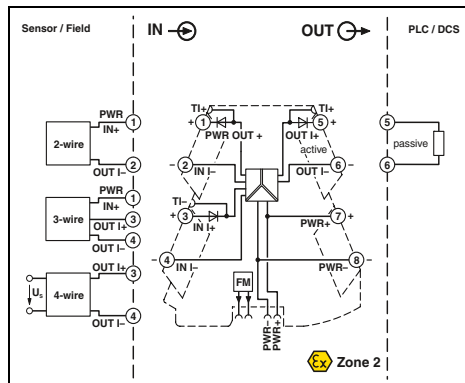 Sensor / Field
IN
OUT
PLC / DCS
2-wire
PWR
IN+
1
OUT I–
2
3-wire
PWR
IN+
1
OUT I+
3
OUT I–
4
4-wire
Us
OUT I+
3
OUT I–
4
TI+
+
1
PWR OUT +
–
2
IN I–
TI–
+
3
IN I+
–
4
IN I–
TI+
5
+
OUT I+
active
6
–
OUT I–
7
+
PWR+
8
–
PWR–
FM
PWR–
PWR+
5
passive
6
Ex Zone 2